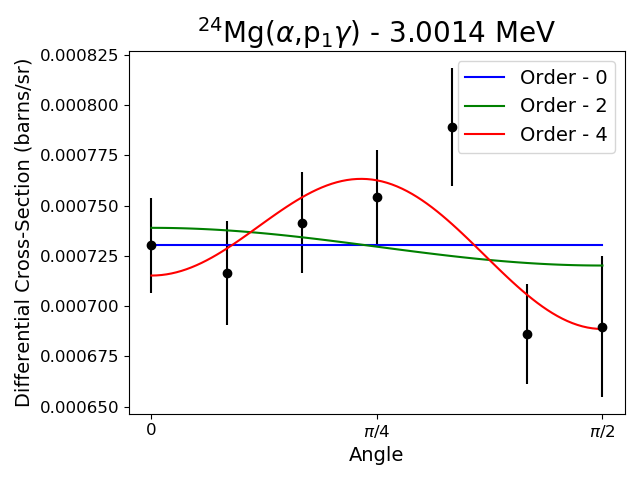 ²⁴Mg(α,p₁γ) - 3.0014 MeV
Differential Cross-Section (barns/sr)
0.000825
0.000800
0.000775
0.000750
0.000725
0.000700
0.000675
0.000650
Order - 0
Order - 2
Order - 4
0
π/4
π/2
Angle